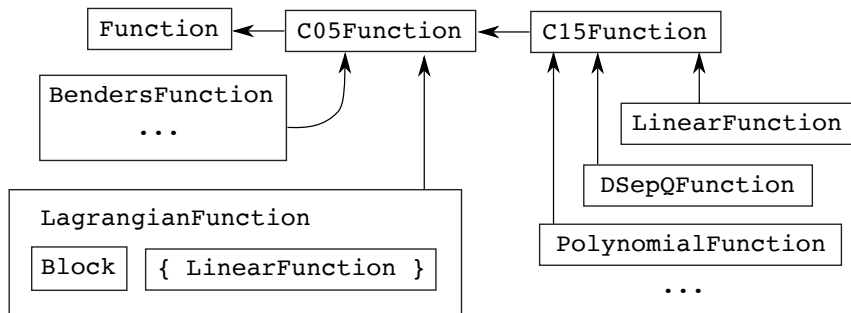 Function
C05Function
C15Function
BendersFunction
...
LinearFunction
DSepQFunction
LagrangianFunction
Block
{ LinearFunction }
PolynomialFunction
...